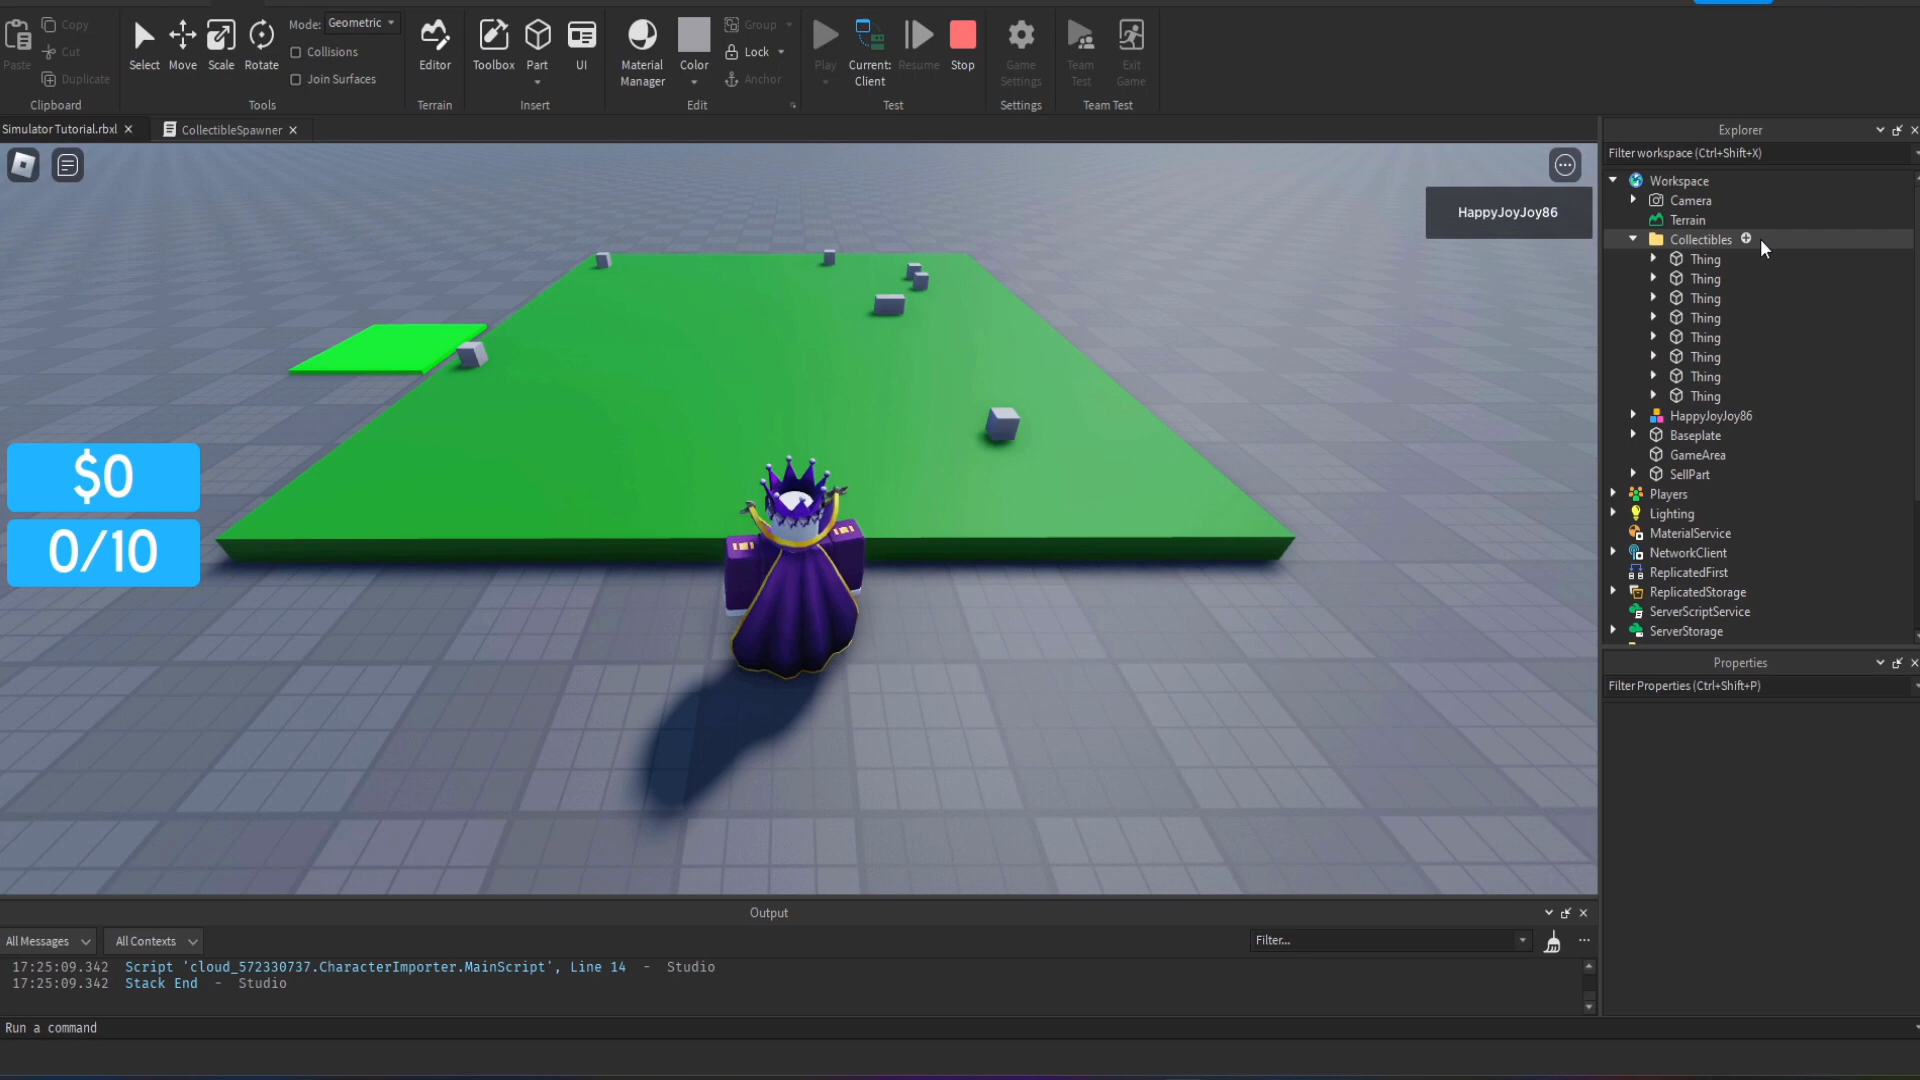 Paste
Copy
Cut
Duplicate
Clipboard
Select
Move
Scale
Rotate
Mode: Geometric
Collisions
Join Surfaces
Tools
Editor
Terrain
Toolbox
Part
UI
Insert
Material Manager
Color
Group
Lock
Anchor
Edit
Play
Current: Client
Resume
Stop
Test
Game Settings
Settings
Team Test
Exit Game
Team Test
Simulator Tutorial.rbxl
CollectibleSpawner
HappyJoyJoy86
$0
0/10
Explorer
Filter workspace (Ctrl+Shift+X)
Workspace
Camera
Terrain
Collectibles
Thing
Thing
Thing
Thing
Thing
Thing
Thing
Thing
HappyJoyJoy86
Baseplate
GameArea
SellPart
Players
Lighting
MaterialService
NetworkClient
ReplicatedFirst
ReplicatedStorage
ServerScriptService
ServerStorage
Properties
Filter Properties (Ctrl+Shift+P)
Output
All Messages
All Contexts
Filter...
17:25:09.342 Script 'cloud_572330737.CharacterImporter.MainScript', Line 14 - Studio
17:25:09.342 Stack End - Studio
Run a command